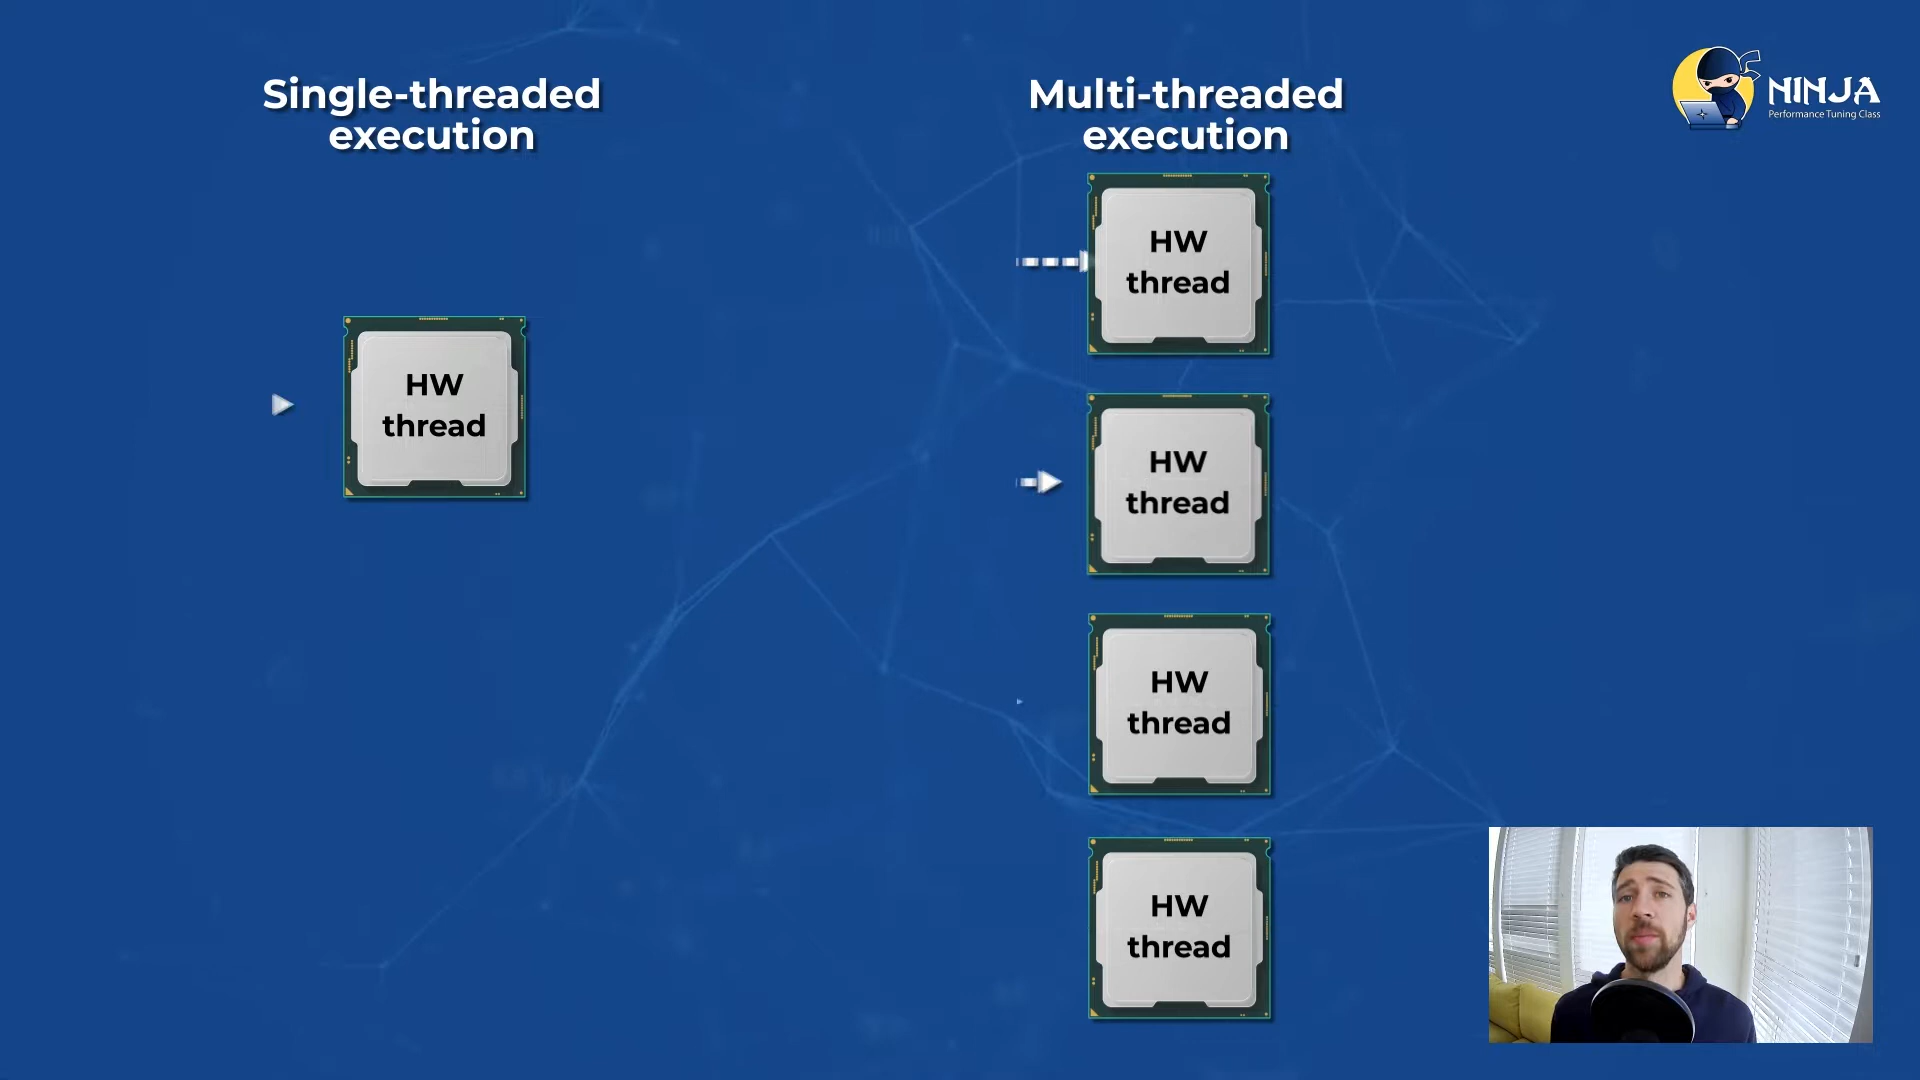 Single-threaded
execution
Multi-threaded
execution
NINJA
Performance Tuning Class
HW
thread
HW
thread
HW
thread
HW
thread
HW
thread